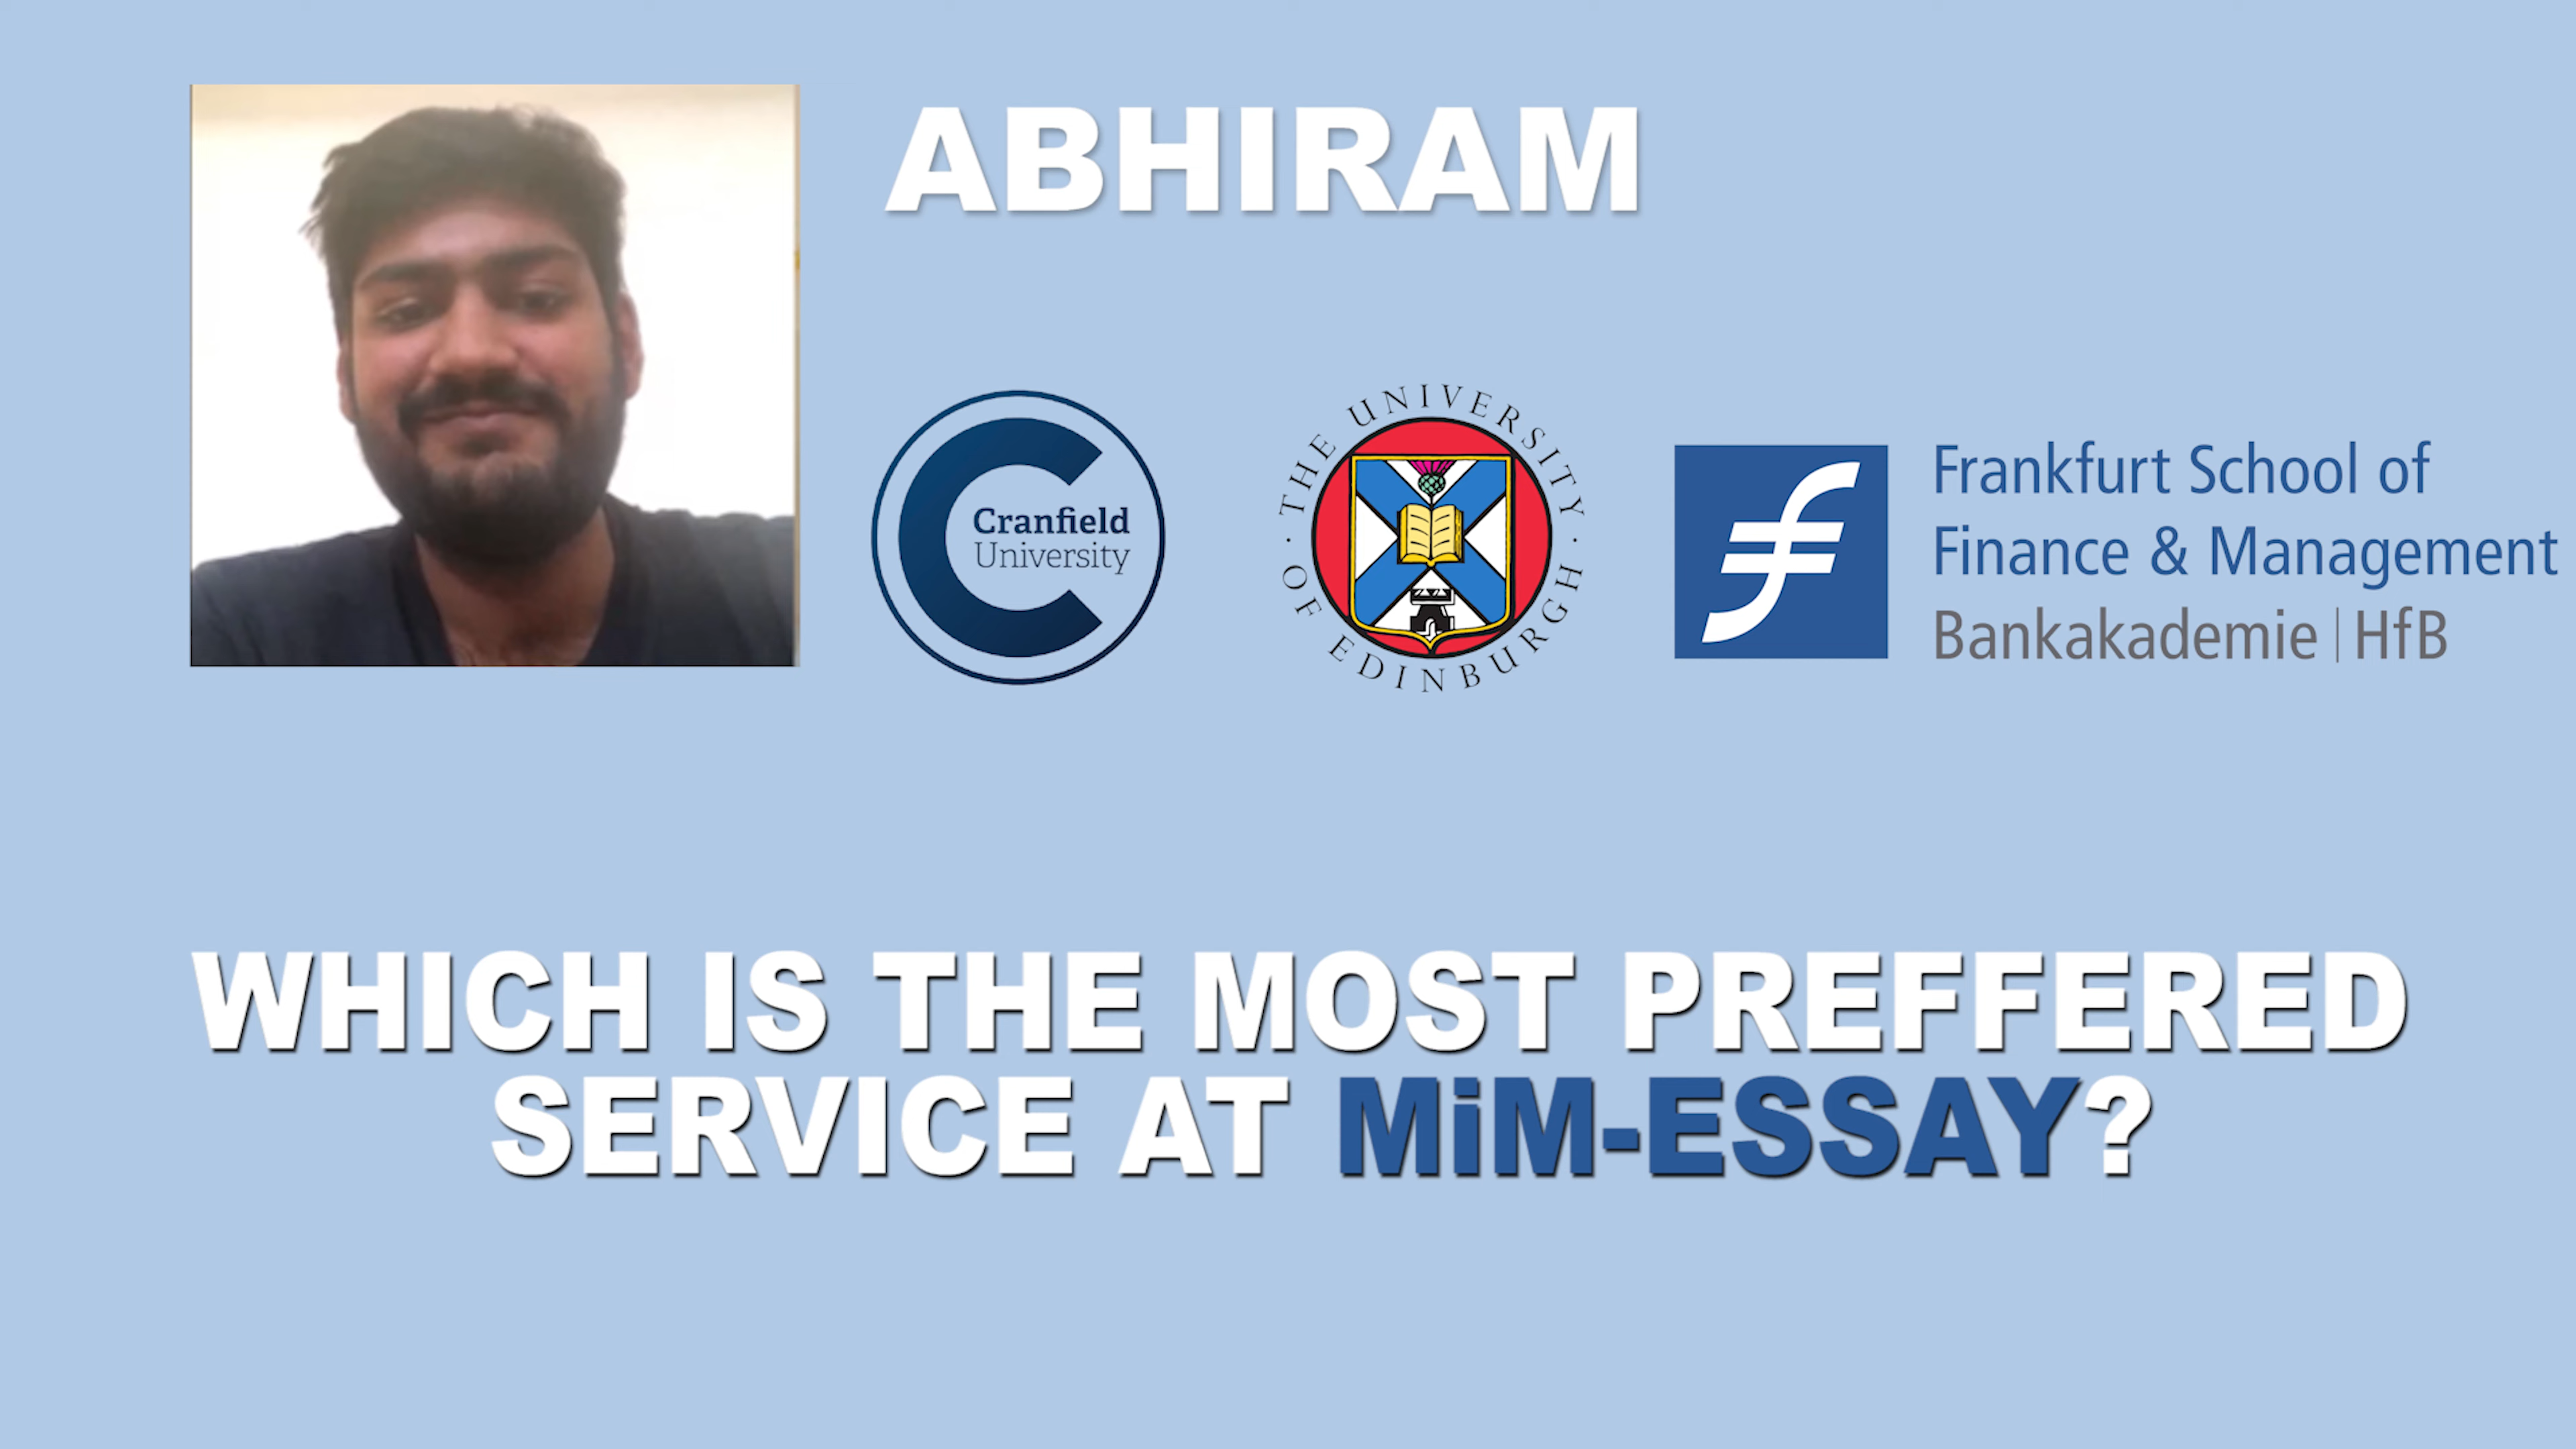 ABHIRAM
Cranfield
University
· THE UNIVERSITY ·
OF EDINBURGH
Frankfurt School of
Finance & Management
Bankakademie | HfB
WHICH IS THE MOST PREFFERED
SERVICE AT MiM-ESSAY?